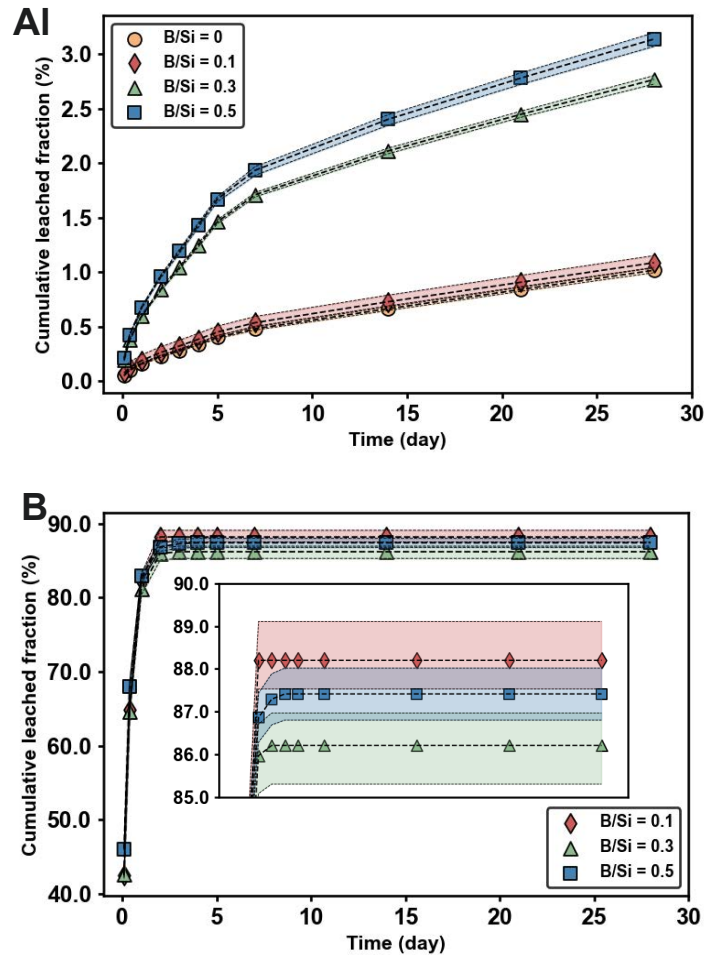 Al
B/Si = 0
B/Si = 0.1
B/Si = 0.3
B/Si = 0.5
Cumulative leached fraction (%)
3.0
2.5
2.0
1.5
1.0
0.5
0.0
0 5 10 15 20 25 30
Time (day)
B
Cumulative leached fraction (%)
90.0
80.0
70.0
60.0
50.0
40.0
90.0
89.0
88.0
87.0
86.0
85.0
B/Si = 0.1
B/Si = 0.3
B/Si = 0.5
0 5 10 15 20 25 30
Time (day)